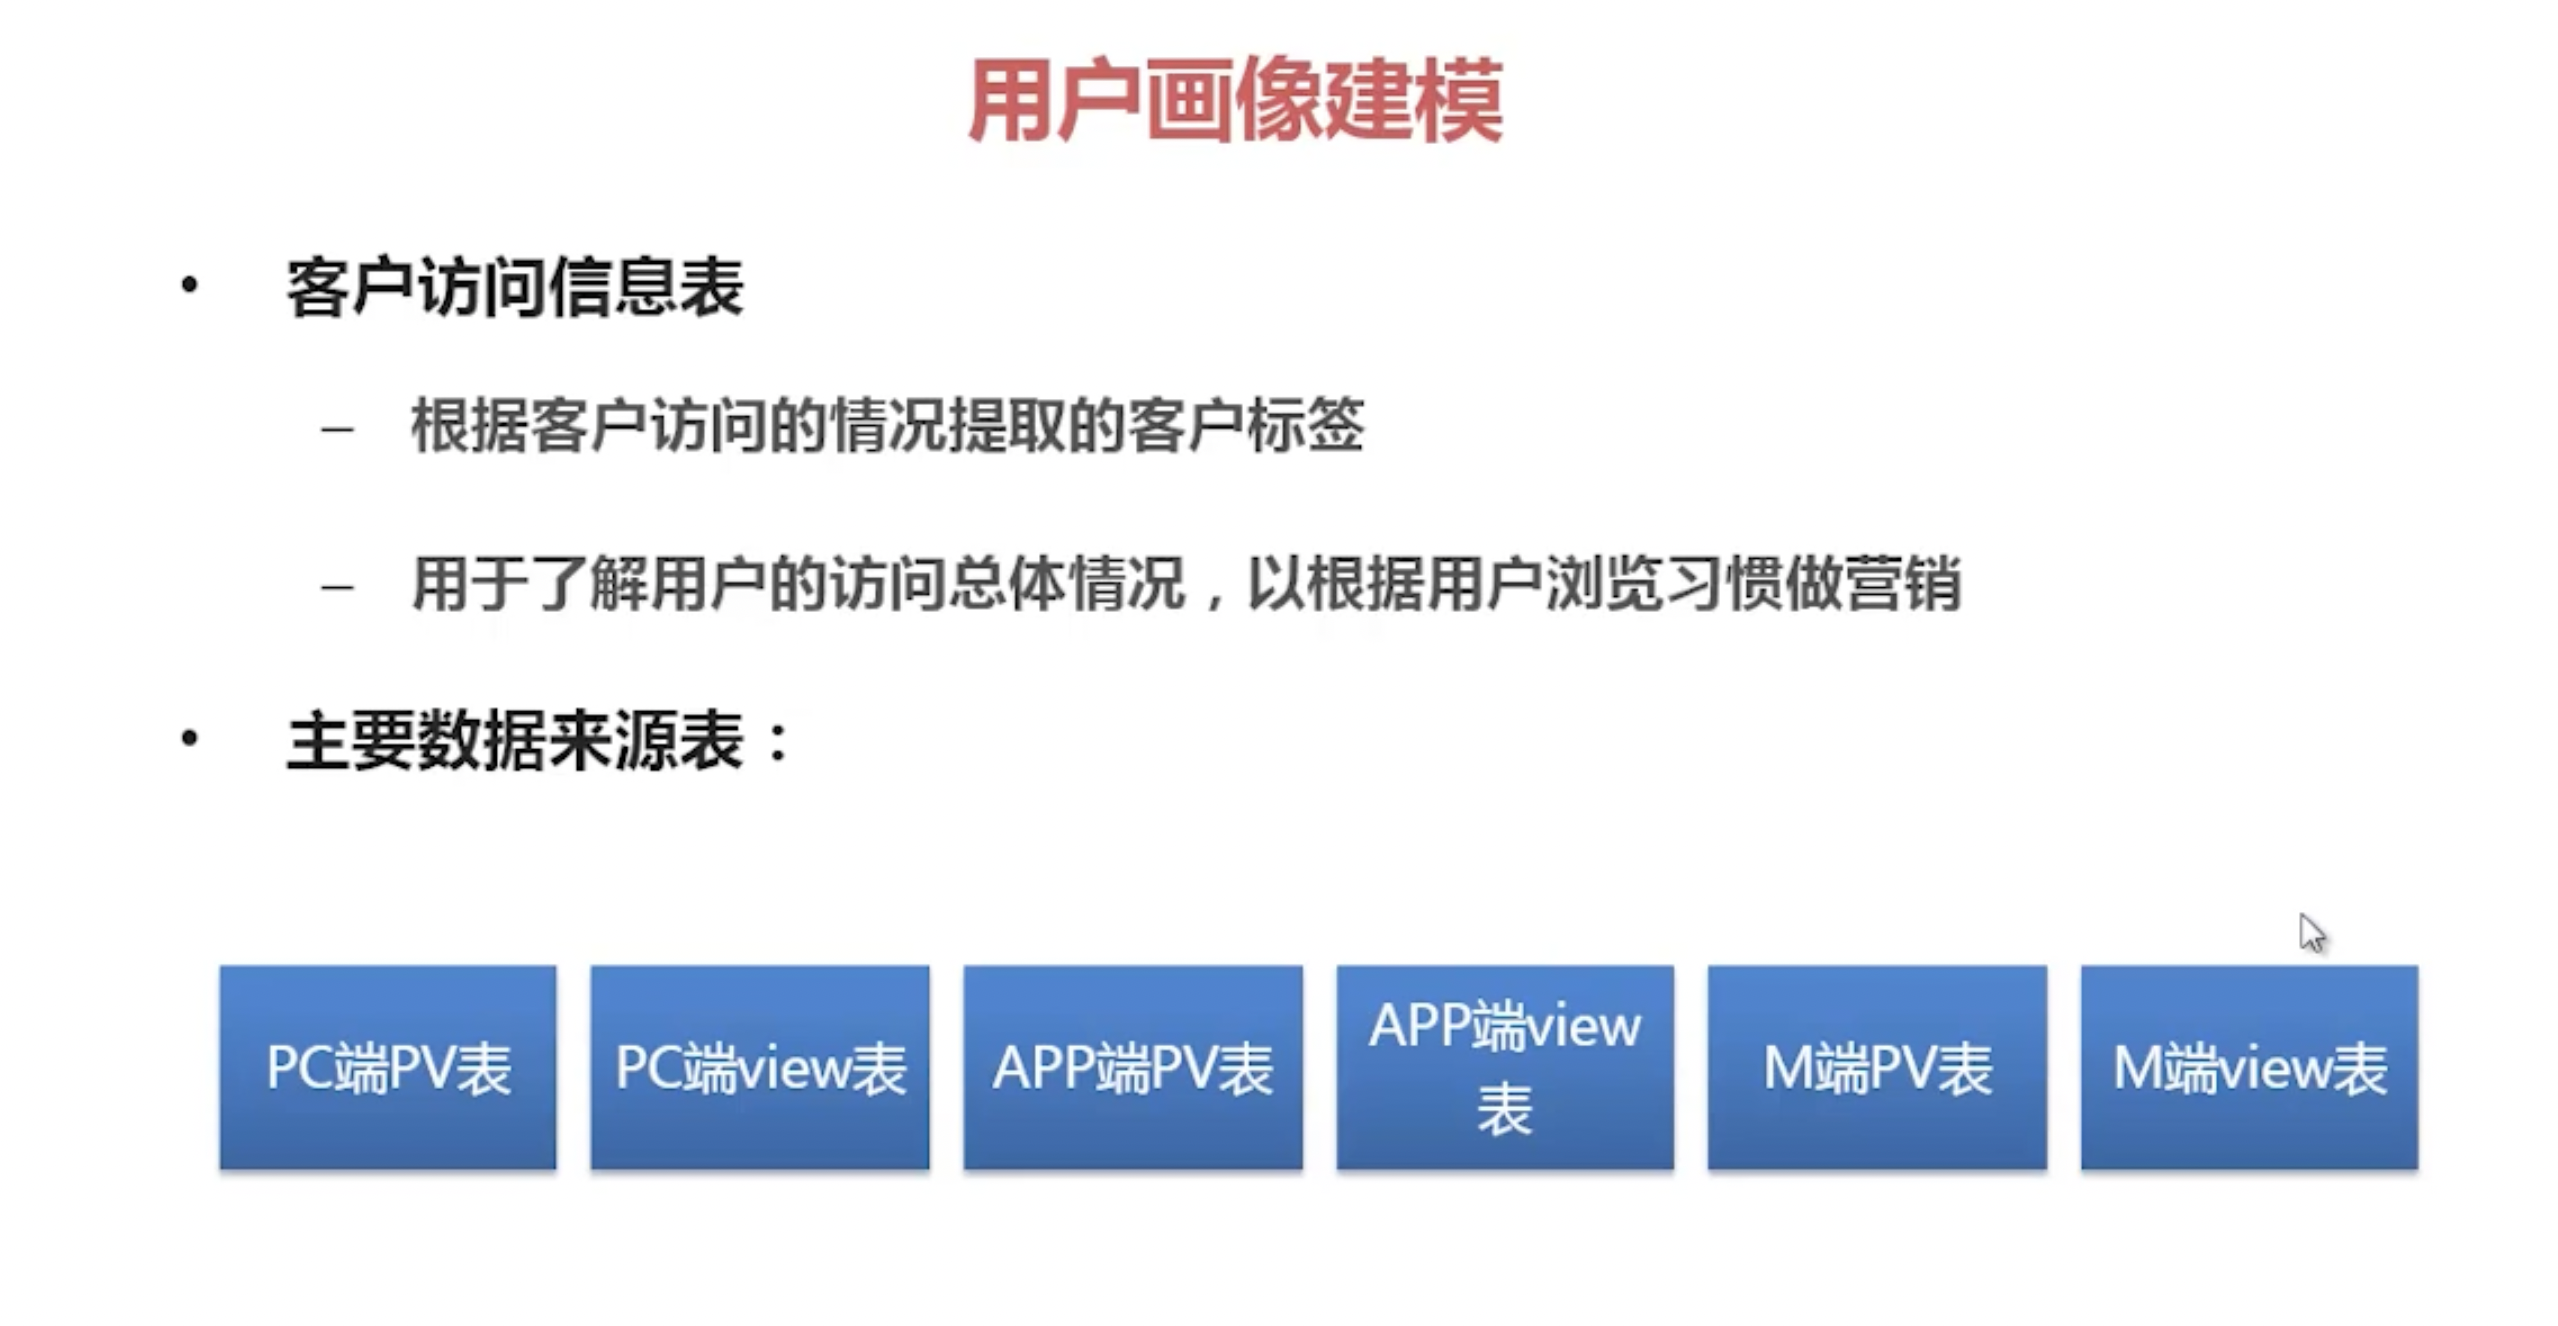 用户画像建模
• 客户访问信息表
– 根据客户访问的情况提取的客户标签
– 用于了解用户的访问总体情况，以根据用户浏览习惯做营销
• 主要数据来源表：
PC端PV表
PC端view表
APP端PV表
APP端view
表
M端PV表
M端view表